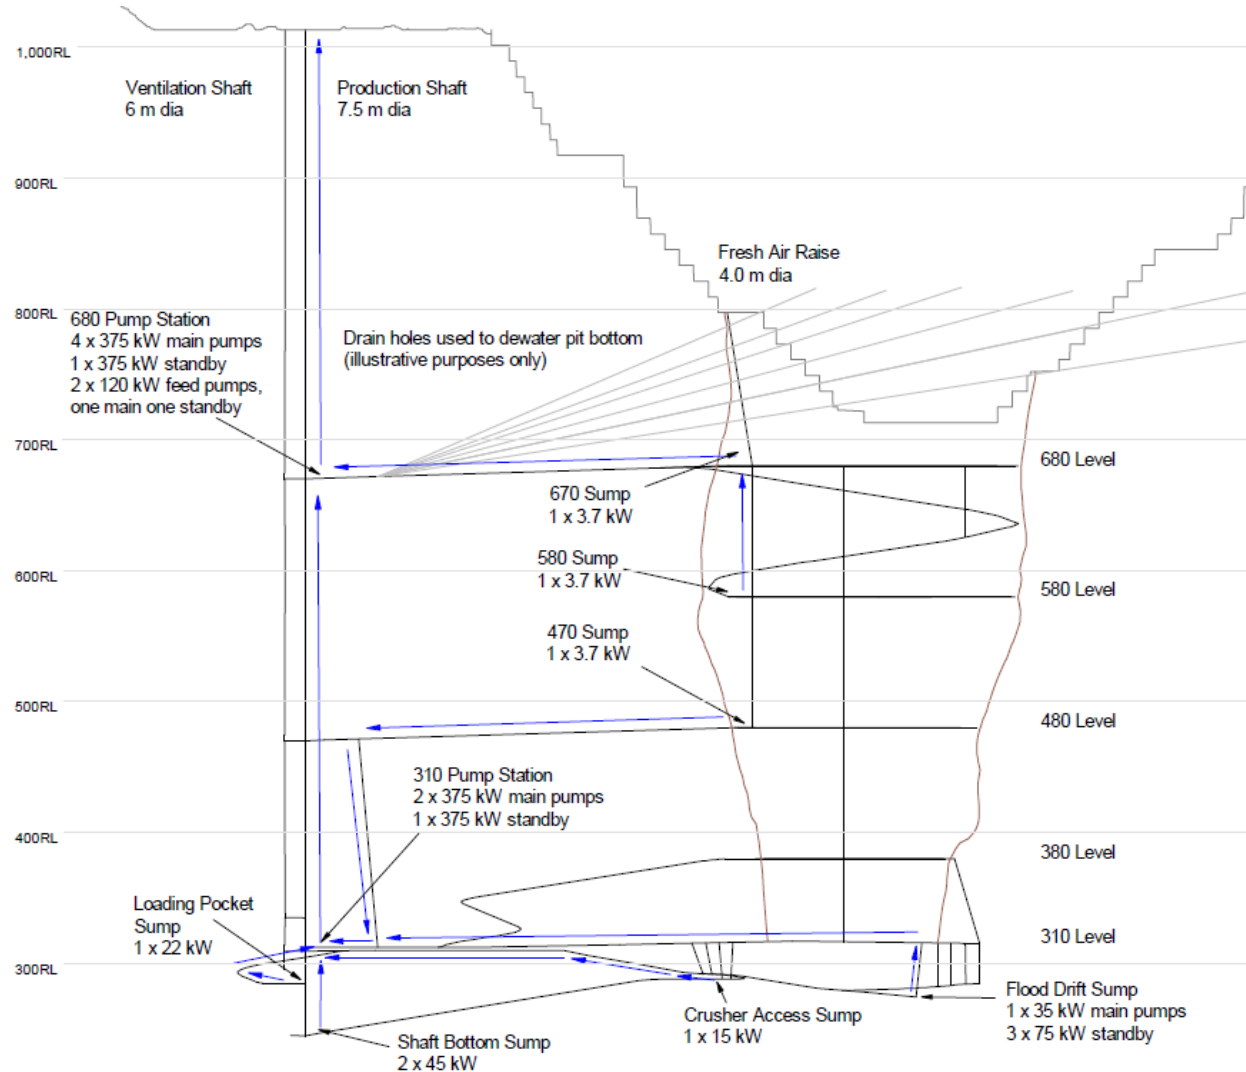 1,000RL
Ventilation Shaft
6 m dia
Production Shaft
7.5 m dia
900RL
Fresh Air Raise
4.0 m dia
800RL
680 Pump Station
4 x 375 kW main pumps
1 x 375 kW standby
2 x 120 kW feed pumps,
one main one standby
Drain holes used to dewater pit bottom
(illustrative purposes only)
700RL
680 Level
670 Sump
1 x 3.7 kW
600RL
580 Sump
1 x 3.7 kW
580 Level
470 Sump
1 x 3.7 kW
500RL
480 Level
310 Pump Station
2 x 375 kW main pumps
1 x 375 kW standby
400RL
380 Level
Loading Pocket
Sump
1 x 22 kW
310 Level
300RL
Flood Drift Sump
1 x 35 kW main pumps
3 x 75 kW standby
Crusher Access Sump
1 x 15 kW
Shaft Bottom Sump
2 x 45 kW